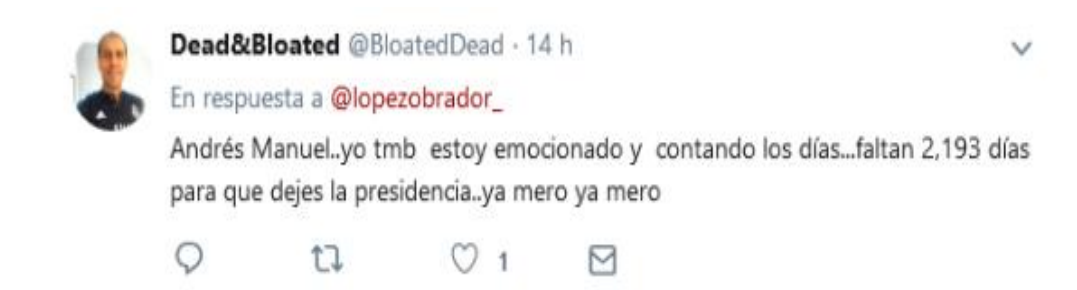 Dead&Bloated @BloatedDead · 14 h
En respuesta a @lopezobrador_
Andrés Manuel..yo tmb estoy emocionado y contando los días...faltan 2,193 días
para que dejes la presidencia..ya mero ya mero
1